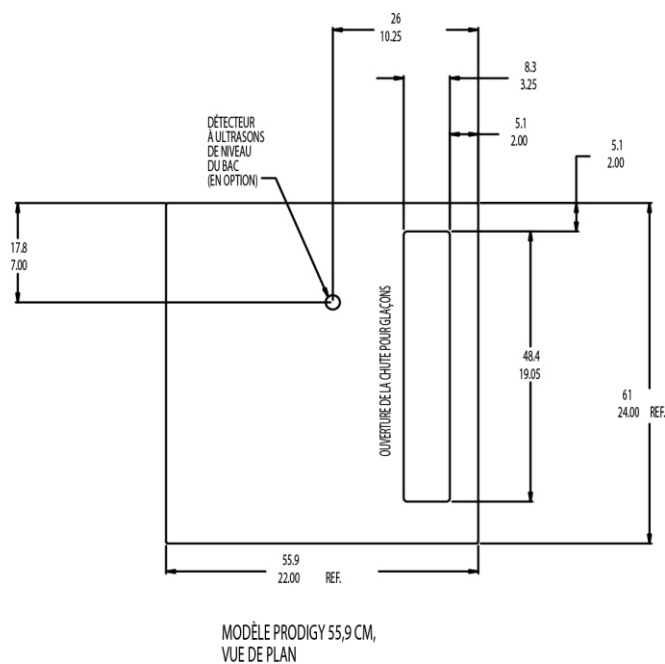 26
10.25
8.3
3.25
5.1
2.00
5.1
2.00
DÉTECTEUR
À ULTRASONS
DE NIVEAU
DU BAC
(EN OPTION)
17.8
7.00
OUVERTURE DE LA CHUTE POUR GLAÇONS
48.4
19.05
61
24.00 REF.
55.9
22.00 REF.
MODÈLE PRODIGY 55,9 CM,
VUE DE PLAN